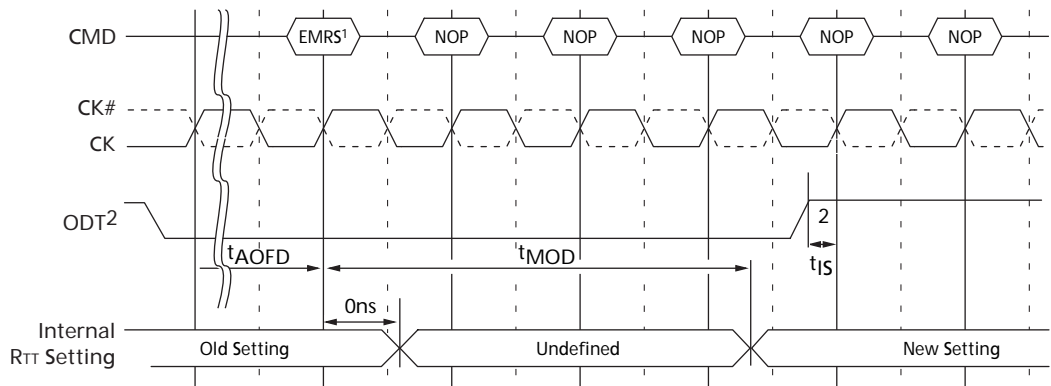 CMD EMRS1 NOP NOP NOP NOP NOP
CK#
CK
ODT2 2
tAOFD tMOD tIS
0ns
Internal
RTT Setting Old Setting Undefined New Setting